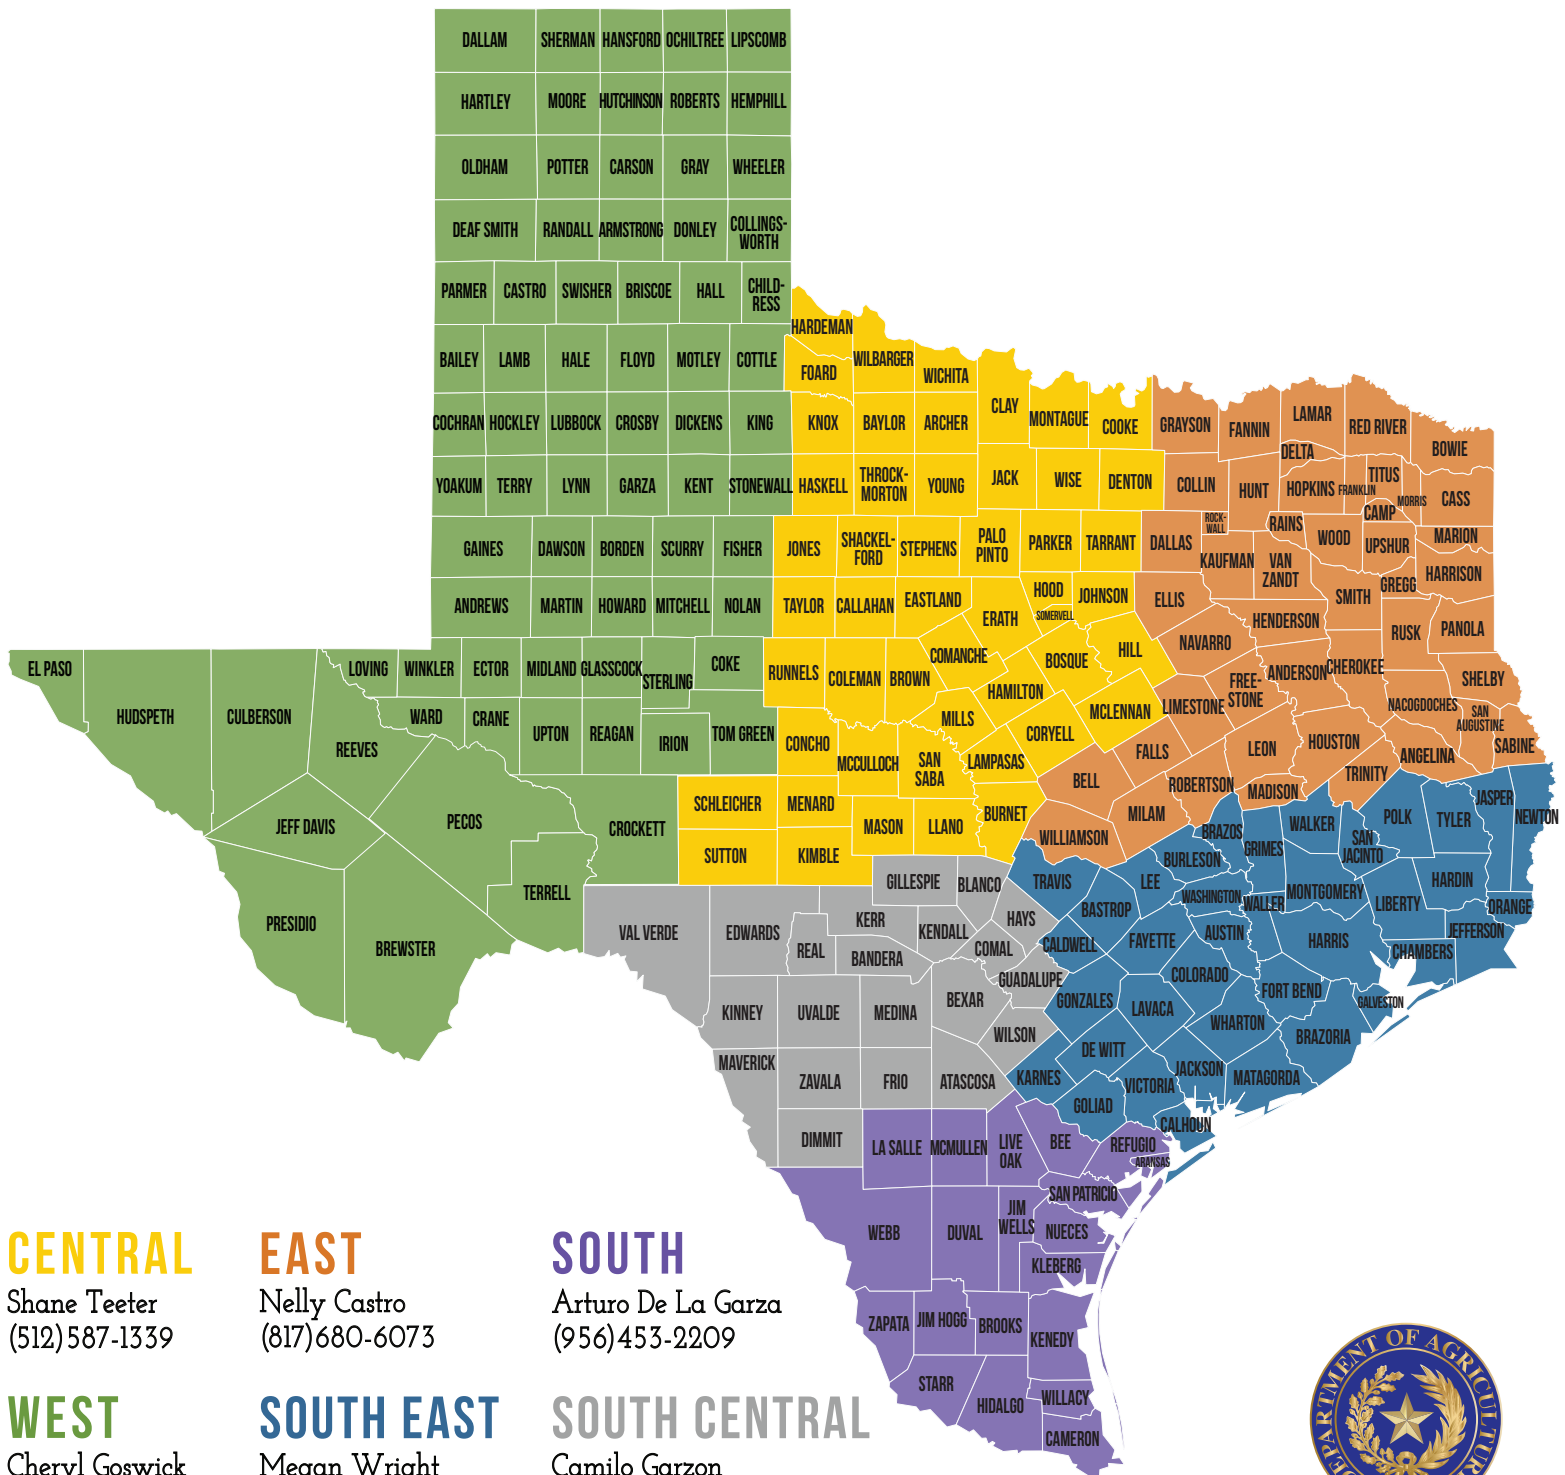 DALLAM SHERMAN HANSFORD OCHILTREE LIPSCOMB
HARTLEY MOORE HUTCHINSON ROBERTS HEMPHILL
OLDHAM POTTER CARSON GRAY WHEELER
DEAF SMITH RANDALL ARMSTRONG DONLEY COLLINGS-
WORTH
PARMER CASTRO SWISHER BRISCOE HALL CHILD-
RESS
HARDEMAN
BAILEY LAMB HALE FLOYD MOTLEY COTTLE FOARD WILBARGER WICHITA
COCHRAN HOCKLEY LUBBOCK CROSBY DICKENS KING KNOX BAYLOR ARCHER CLAY MONTAGUE COOKE GRAYSON FANNIN LAMAR RED RIVER BOWIE
DELTA
YOAKUM TERRY LYNN GARZA KENT STONEWALL HASKELL THROCK-
MORTON YOUNG JACK WISE DENTON COLLIN HUNT HOPKINS FRANKLIN TITUS MORRIS CASS
CAMP
ROCK-
WALL RAINS
GAINES DAWSON BORDEN SCURRY FISHER JONES SHACKEL-
FORD STEPHENS PALO
PINTO PARKER TARRANT DALLAS KAUFMAN VAN
ZANDT WOOD UPSHUR MARION
HARRISON
GREGG
ANDREWS MARTIN HOWARD MITCHELL NOLAN TAYLOR CALLAHAN EASTLAND ERATH HOOD SOMERVELL JOHNSON ELLIS HENDERSON SMITH RUSK PANOLA
NAVARRO
EL PASO HUDSPETH CULBERSON LOVING WINKLER ECTOR MIDLAND GLASSCOCK STERLING COKE RUNNELS COLEMAN BROWN COMANCHE HAMILTON BOSQUE HILL
FREE-
STONE ANDERSON CHEROKEE SHELBY
REEVES WARD CRANE UPTON REAGAN IRION TOM GREEN CONCHO MCCULLOCH SAN
SABA MILLS LAMPASAS CORYELL MCLENNAN LIMESTONE
FALLS LEON HOUSTON NACOGDOCHES SAN
AUGUSTINE SABINE
ANGELINA
TRINITY
BELL ROBERTSON MADISON
JEFF DAVIS PECOS CROCKETT SCHLEICHER MENARD MASON LLANO BURNET
WILLIAMSON MILAM
SUTTON KIMBLE
BRAZOS GRIMES WALKER SAN
JACINTO POLK TYLER JASPER NEWTON
BURLESON
PRESIDIO BREWSTER TERRELL
GILLESPIE BLANCO TRAVIS LEE WASHINGTON WALLER MONTGOMERY LIBERTY HARDIN ORANGE
BASTROP
VAL VERDE EDWARDS REAL KERR BANDERA KENDALL HAYS COMAL CALDWELL FAYETTE AUSTIN HARRIS CHAMBERS JEFFERSON
GUADALUPE
COLORADO
KINNEY UVALDE MEDINA BEXAR WILSON GONZALES LAVACA FORT BEND GALVESTON
WHARTON BRAZORIA
DE WITT
MAVERICK ZAVALA FRIO ATASCOSA KARNES VICTORIA JACKSON MATAGORDA
GOLIAD
CALHOUN
DIMMIT LA SALLE MCMULLEN LIVE
OAK BEE REFUGIO
ARANSAS
SAN PATRICIO
WEBB DUVAL JIM
WELLS NUECES
KLEBERG
ZAPATA JIM HOGG BROOKS KENEDY
STARR HIDALGO WILLACY
CAMERON
CENTRAL
Shane Teeter
(512)587-1339
EAST
Nelly Castro
(817)680-6073
SOUTH
Arturo De La Garza
(956)453-2209
WEST
Cheryl Goswick
SOUTH EAST
Megan Wright
SOUTH CENTRAL
Camilo Garzon
DEPARTMENT OF AGRICULTURE